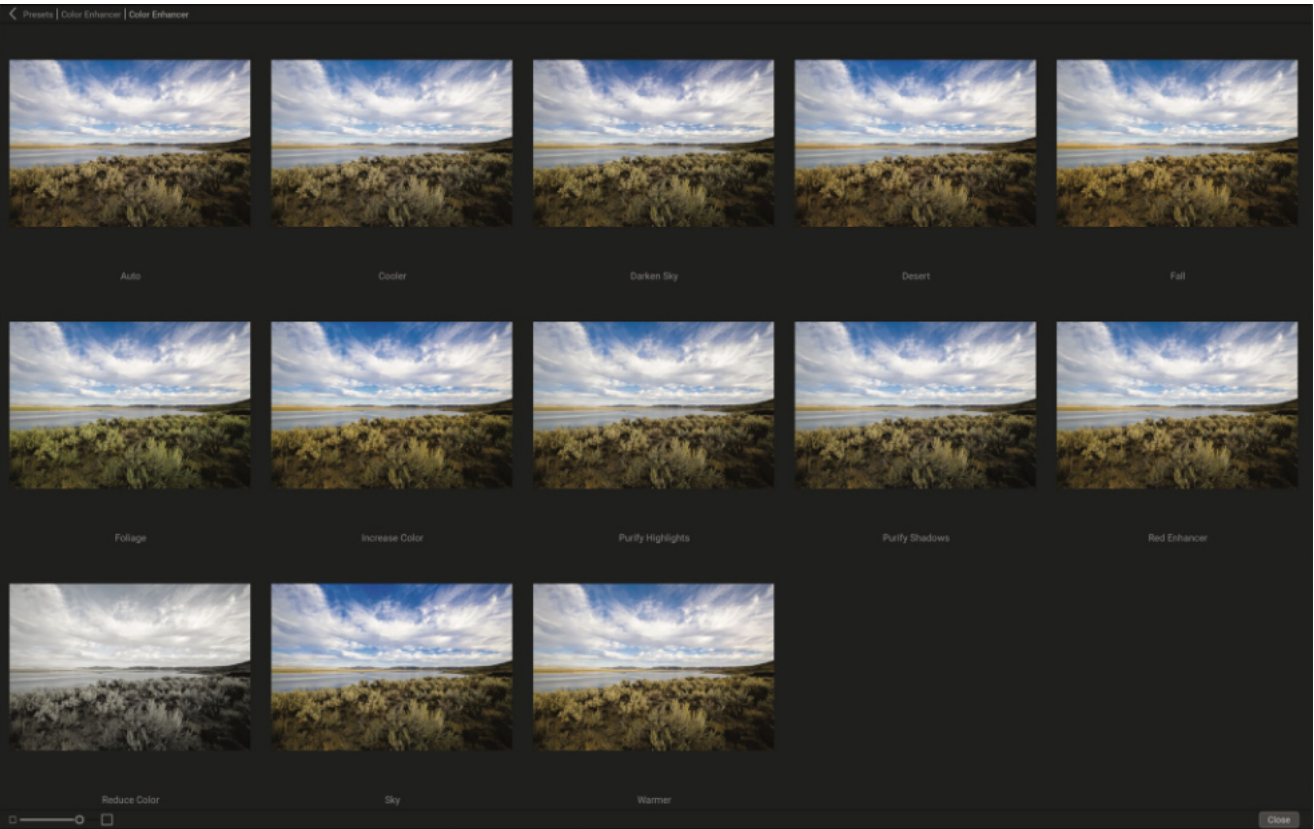 Presets | Color Enhancer | Color Enhancer
Auto
Cooler
Darken Sky
Desert
Fall
Foliage
Increase Color
Purify Highlights
Purify Shadows
Red Enhancer
Reduce Color
Sky
Warmer
Close